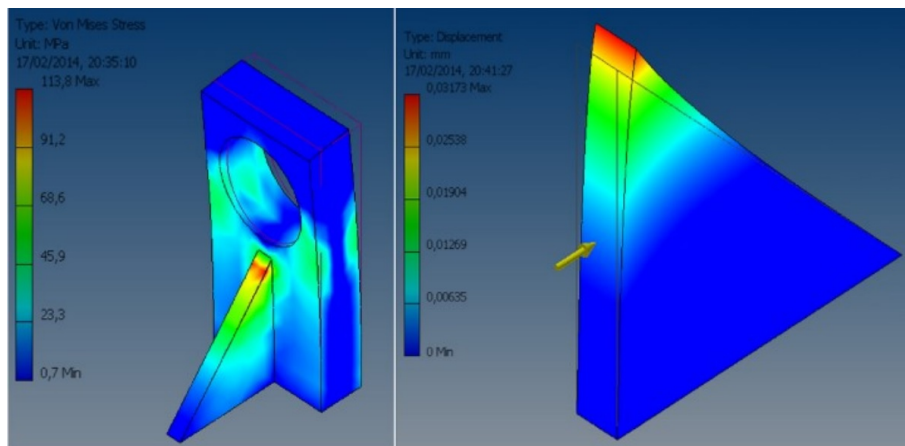 Type: Von Mises Stress
Unit: MPa
17/02/2014, 20:35:10
113,8 Max
91,2
68,6
45,9
23,3
0,7 Min
Type: Displacement
Unit: mm
17/02/2014, 20:41:27
0,03173 Max
0,02538
0,01904
0,01269
0,00635
0 Min